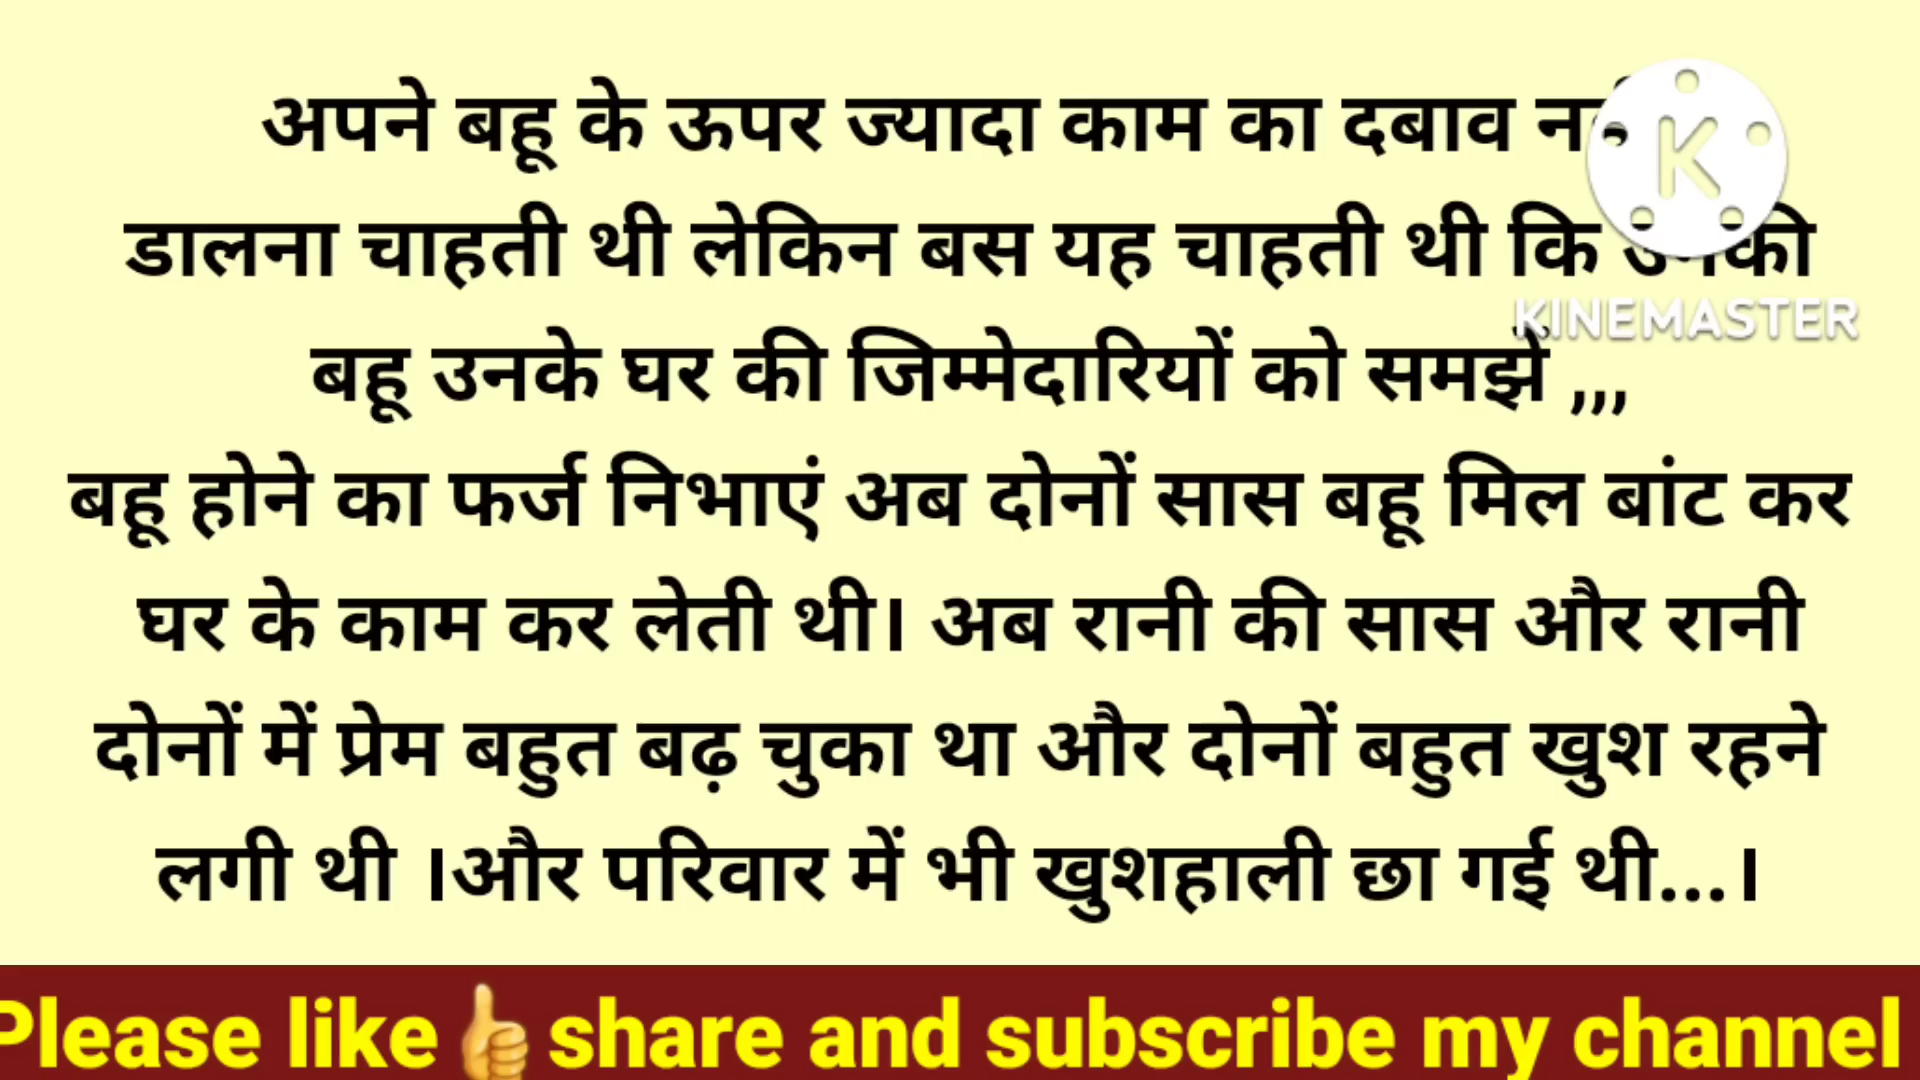 अपने बहू के ऊपर ज्यादा काम का दबाव
डालना चाहती थी लेकिन बस यह चाहती थी कि उनकी
बहू उनके घर की जिम्मेदारियों को समझे ,,,
बहू होने का फर्ज निभाएं अब दोनों सास बहू मिल बांट कर
घर के काम कर लेती थी। अब रानी की सास और रानी
दोनों में प्रेम बहुत बढ़ चुका था और दोनों बहुत खुश रहने
लगी थी ।और परिवार में भी खुशहाली छा गई थी...।
K
KINEMASTER
Please like👍share and subscribe my channel